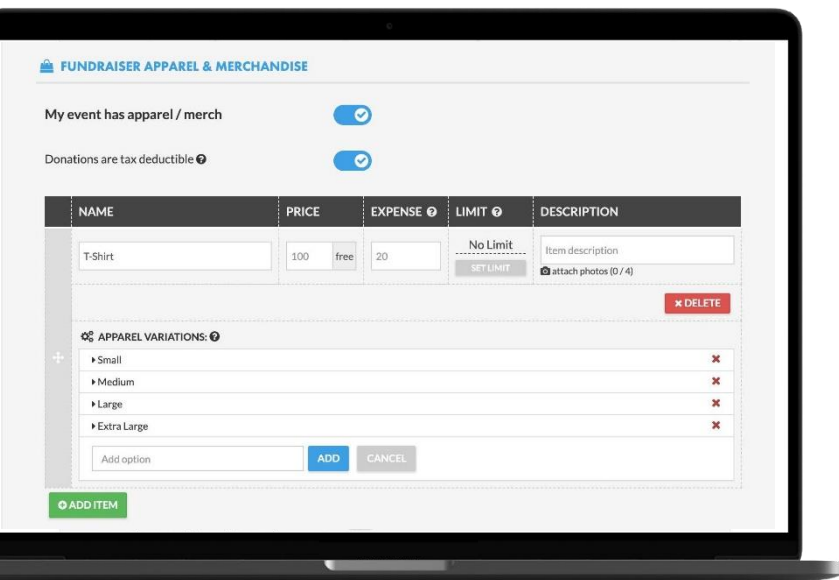 FUNDRAISER APPAREL & MERCHANDISE
My event has apparel / merch
Donations are tax deductible ?
NAME PRICE EXPENSE ? LIMIT ? DESCRIPTION
T-Shirt 100 free 20 No Limit Item description
SET LIMIT attach photos (0 / 4)
× DELETE
APPAREL VARIATIONS: ?
Small
Medium
Large
Extra Large
Add option ADD CANCEL
ADD ITEM